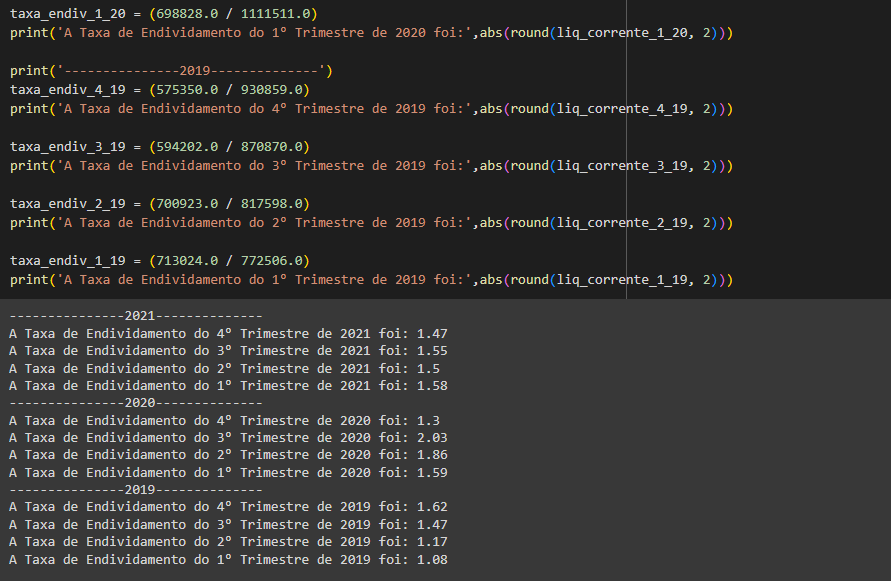 taxa_endiv_1_20 = (698828.0 / 1111511.0)
print('A Taxa de Endividamento do 1º Trimestre de 2020 foi:',abs(round(liq_corrente_1_20, 2)))
print('---------------2019--------------')
taxa_endiv_4_19 = (575350.0 / 930859.0)
print('A Taxa de Endividamento do 4º Trimestre de 2019 foi:',abs(round(liq_corrente_4_19, 2)))
taxa_endiv_3_19 = (594202.0 / 870870.0)
print('A Taxa de Endividamento do 3º Trimestre de 2019 foi:',abs(round(liq_corrente_3_19, 2)))
taxa_endiv_2_19 = (700923.0 / 817598.0)
print('A Taxa de Endividamento do 2º Trimestre de 2019 foi:',abs(round(liq_corrente_2_19, 2)))
taxa_endiv_1_19 = (713024.0 / 772506.0)
print('A Taxa de Endividamento do 1º Trimestre de 2019 foi:',abs(round(liq_corrente_1_19, 2)))
---------------2021--------------
A Taxa de Endividamento do 4º Trimestre de 2021 foi: 1.47
A Taxa de Endividamento do 3º Trimestre de 2021 foi: 1.55
A Taxa de Endividamento do 2º Trimestre de 2021 foi: 1.5
A Taxa de Endividamento do 1º Trimestre de 2021 foi: 1.58
---------------2020--------------
A Taxa de Endividamento do 4º Trimestre de 2020 foi: 1.3
A Taxa de Endividamento do 3º Trimestre de 2020 foi: 2.03
A Taxa de Endividamento do 2º Trimestre de 2020 foi: 1.86
A Taxa de Endividamento do 1º Trimestre de 2020 foi: 1.59
---------------2019--------------
A Taxa de Endividamento do 4º Trimestre de 2019 foi: 1.62
A Taxa de Endividamento do 3º Trimestre de 2019 foi: 1.47
A Taxa de Endividamento do 2º Trimestre de 2019 foi: 1.17
A Taxa de Endividamento do 1º Trimestre de 2019 foi: 1.08